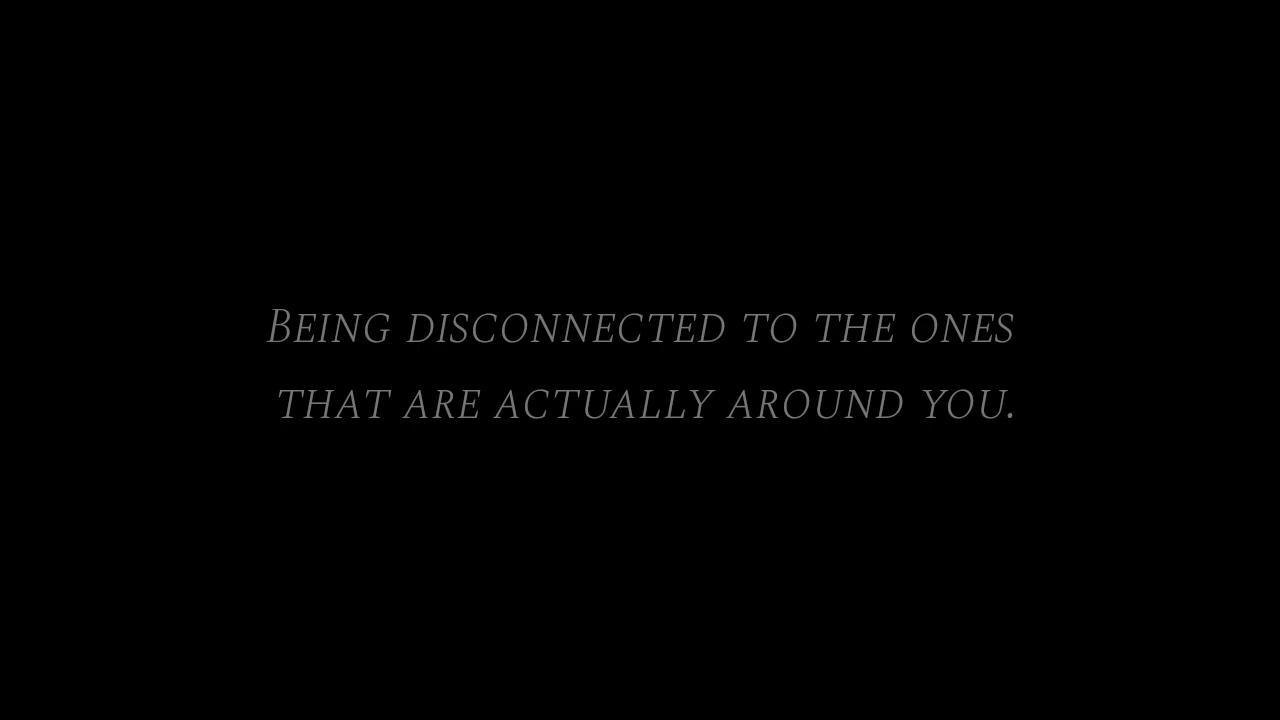 Being disconnected to the ones
that are actually around you.